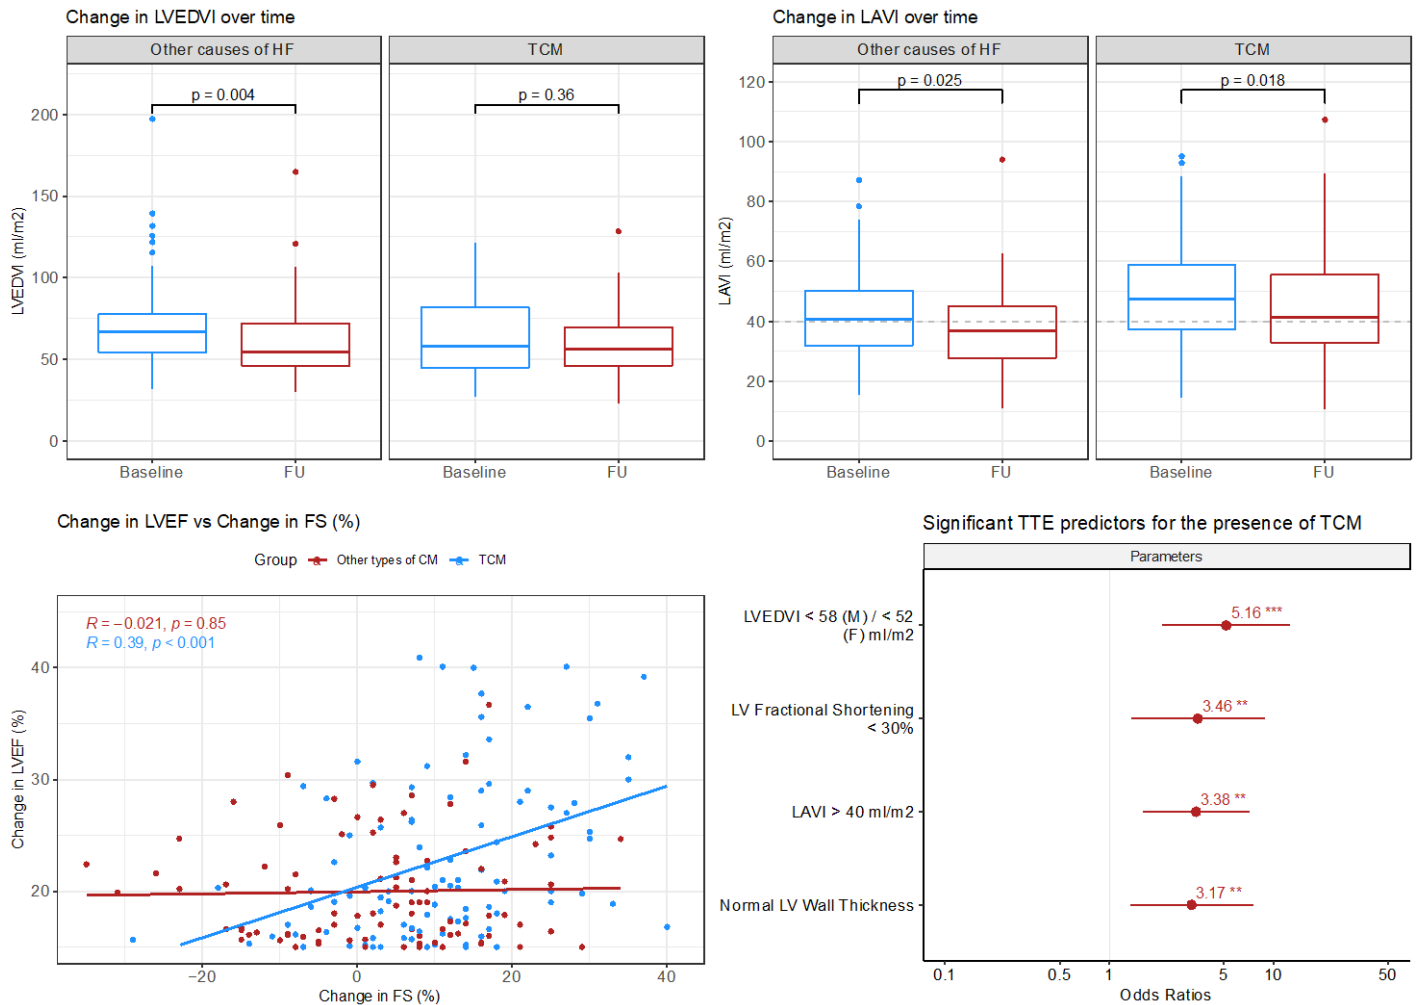 Change in LVEDVI over time
Other causes of HF
TCM
p = 0.004
p = 0.36
LVEDVI (ml/m2)
200
150
100
50
0
Baseline
FU
Baseline
FU
Change in LAVI over time
Other causes of HF
TCM
p = 0.025
p = 0.018
LAVI (ml/m2)
120
100
80
60
40
20
0
Baseline
FU
Baseline
FU
Change in LVEF vs Change in FS (%)
Group
Other types of CM
TCM
R = −0.021, p = 0.85
R = 0.39, p < 0.001
Change in LVEF (%)
40
30
20
−20
0
20
40
Change in FS (%)
Significant TTE predictors for the presence of TCM
Parameters
LVEDVI < 58 (M) / < 52
(F) ml/m2
5.16 ***
LV Fractional Shortening
< 30%
3.46 **
LAVI > 40 ml/m2
3.38 **
Normal LV Wall Thickness
3.17 **
0.1
0.5
1
5
10
50
Odds Ratios